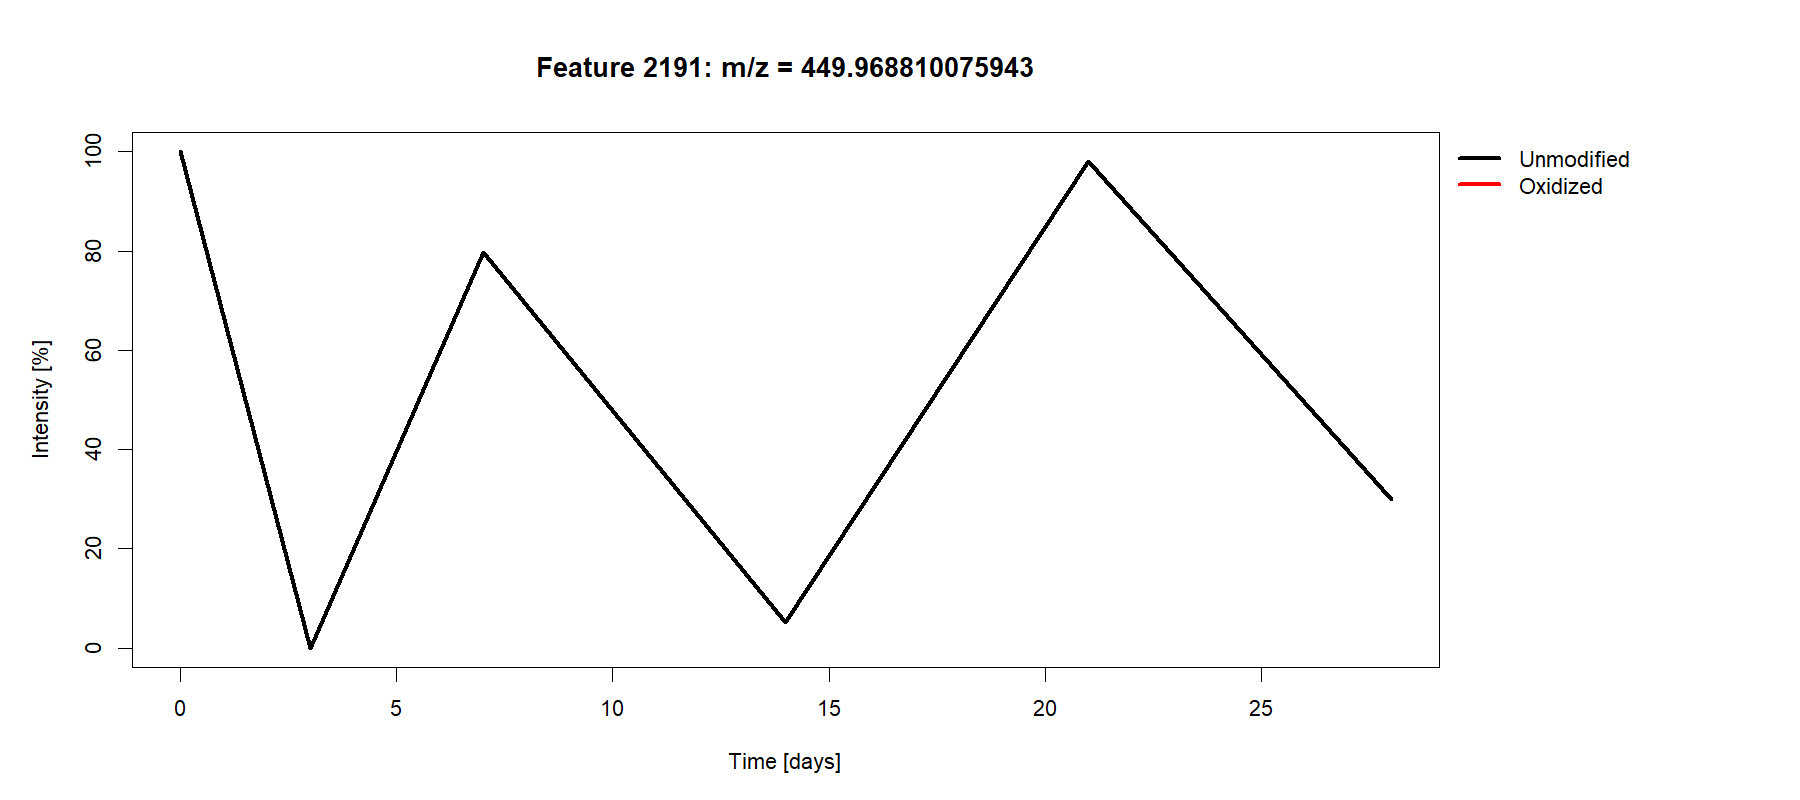 Feature 2191: m/z = 449.968810075943
Unmodified
Oxidized
Intensity [%]
100
80
60
40
20
0
0 5 10 15 20 25
Time [days]